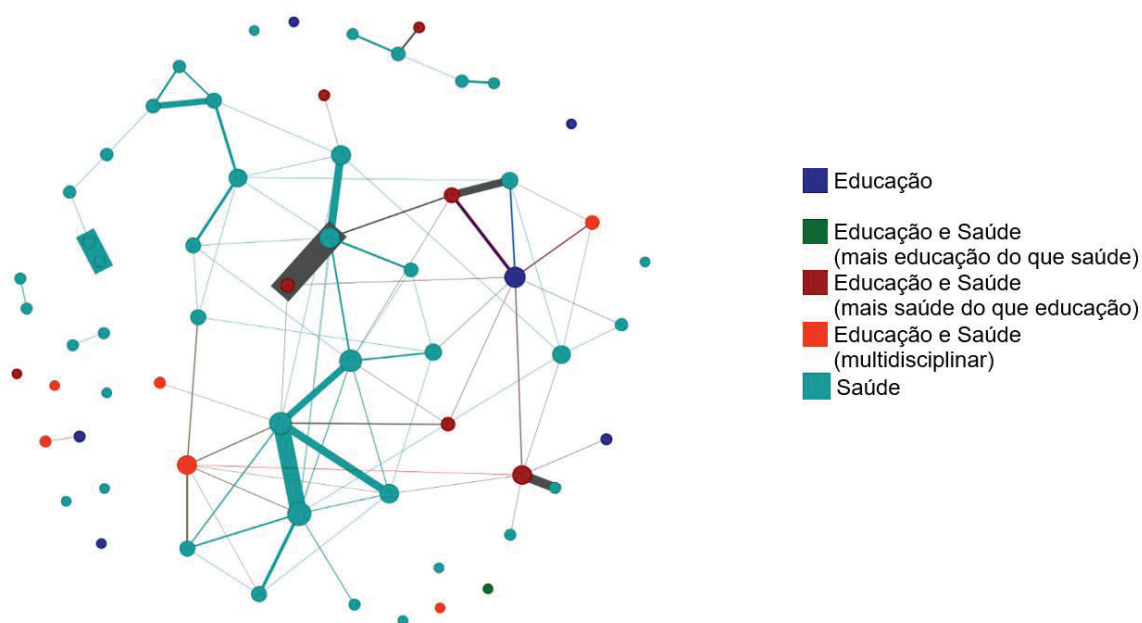 Educação
Educação e Saúde
(mais educação do que saúde)
Educação e Saúde
(mais saúde do que educação)
Educação e Saúde
(multidisciplinar)
Saúde